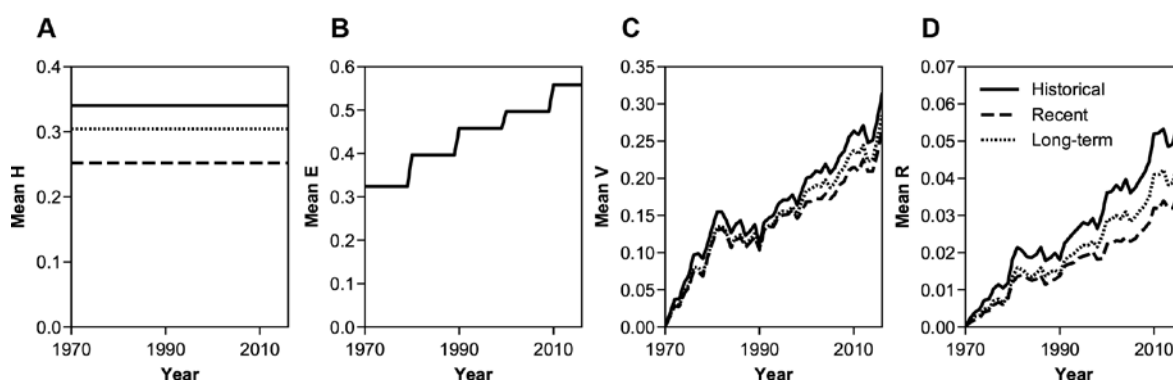 A
B
C
D
Mean H
0.4
0.3
0.2
0.1
0.0
1970
1990
2010
Year
Mean E
0.6
0.5
0.4
0.3
0.2
0.1
0.0
1970
1990
2010
Year
Mean V
0.35
0.30
0.25
0.20
0.15
0.10
0.05
0.00
1970
1990
2010
Year
Mean R
0.07
0.06
0.05
0.04
0.03
0.02
0.01
0.00
1970
1990
2010
Year
Historical
Recent
Long-term